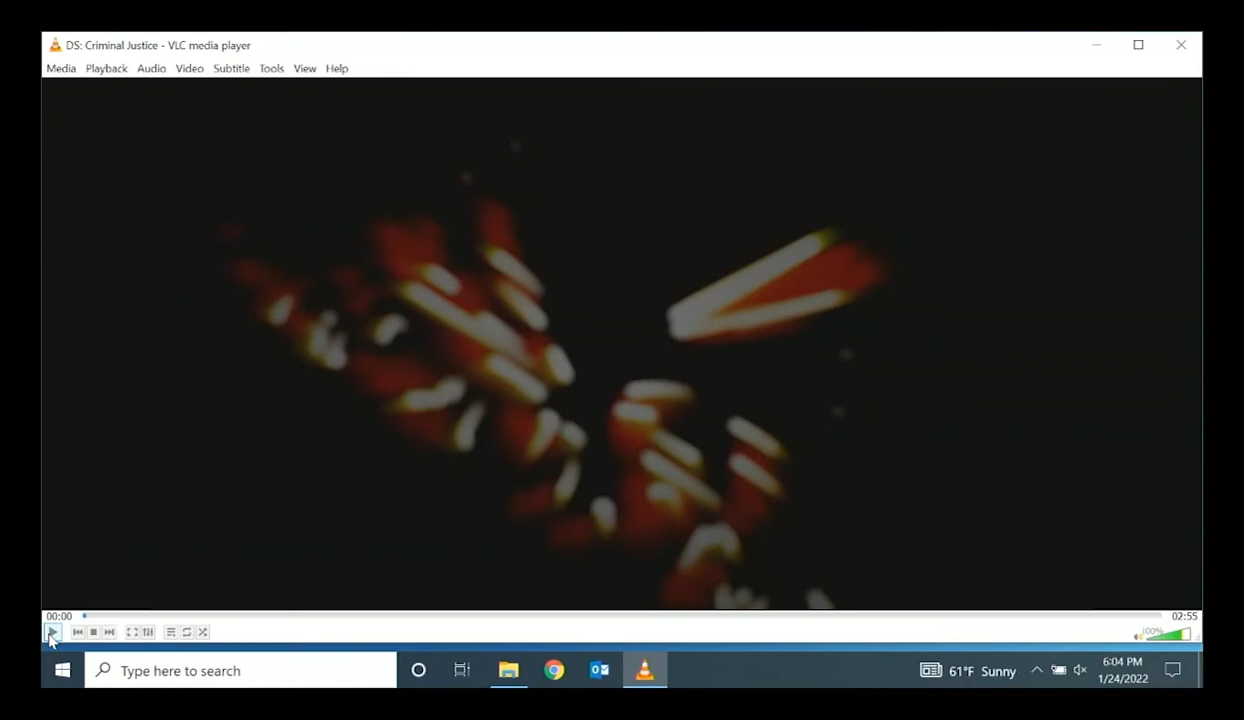 DS: Criminal Justice - VLC media player
Media Playback Audio Video Subtitle Tools View Help
00:00 02:55
100%
Type here to search 61°F Sunny 6:04 PM
1/24/2022